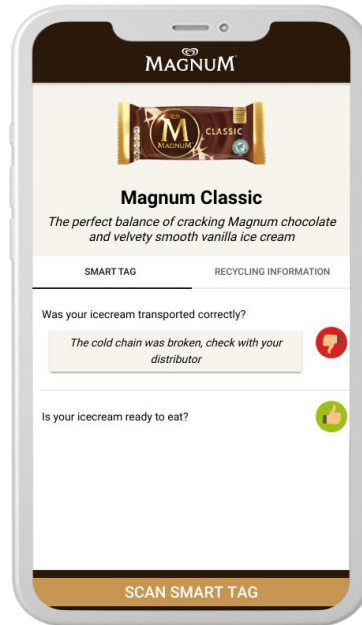 MAGNUM
M
MAGNUM
CLASSIC
Magnum Classic
The perfect balance of cracking Magnum chocolate
and velvety smooth vanilla ice cream
SMART TAG
RECYCLING INFORMATION
Was your icecream transported correctly?
The cold chain was broken, check with your
distributor
Is your icecream ready to eat?
SCAN SMART TAG